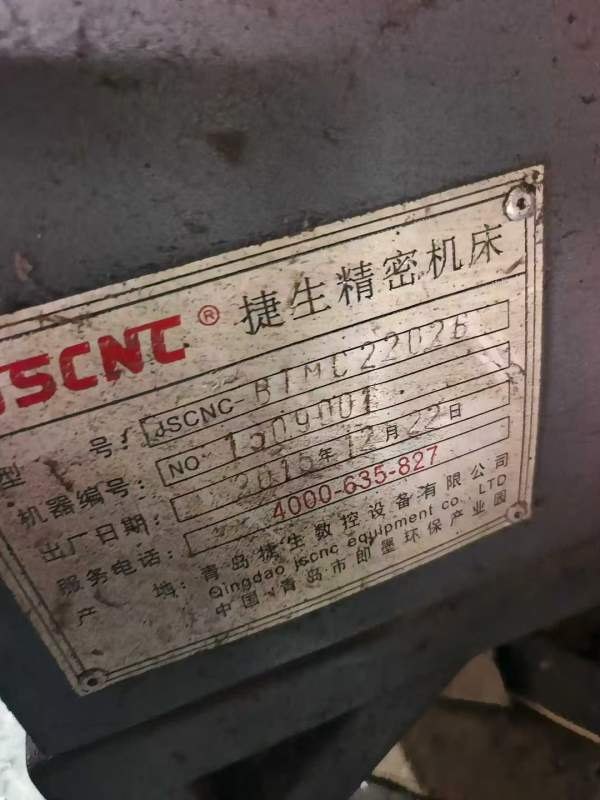 JSCNC® 捷生精密机床
型 号: JSCNC-BTMC22026
机器编号: NO 1509001
出厂日期: 2015年12月22日
服务电话: 4000-635-827
产 地: 青岛捷生数控设备有限公司
Qingdao jscnc equipment co., LTD
中国·青岛市即墨环保产业园